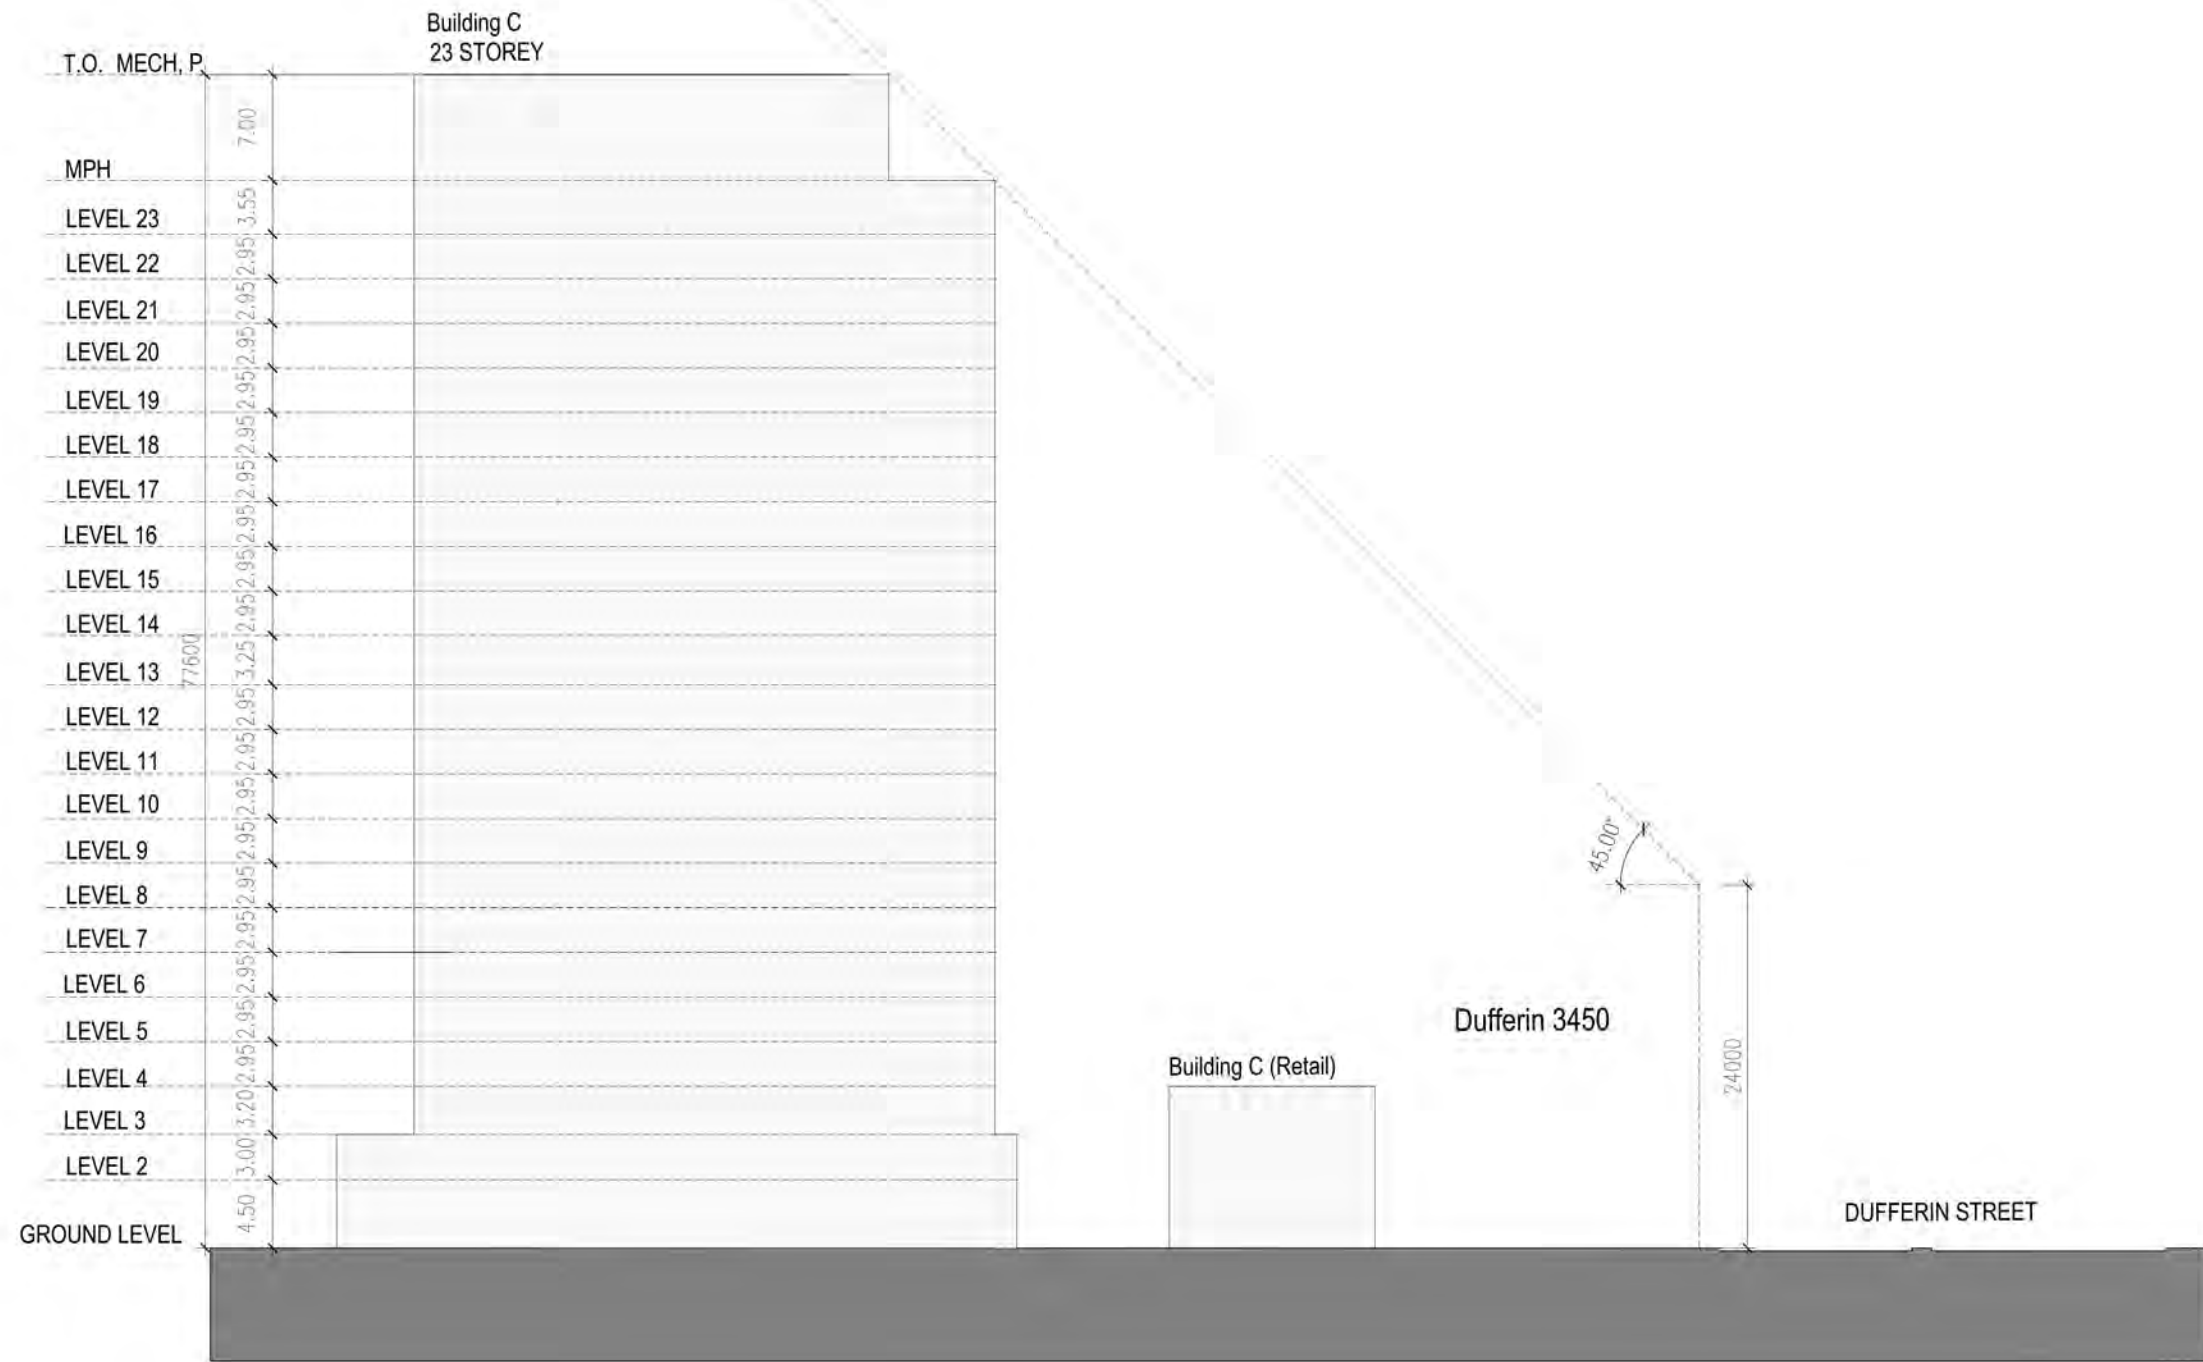 Building C
23 STOREY
T.O. MECH, P
7.00
MPH
3.55
LEVEL 23
2.95
LEVEL 22
2.95
LEVEL 21
2.95
LEVEL 20
2.95
LEVEL 19
2.95
LEVEL 18
2.95
LEVEL 17
2.95
LEVEL 16
2.95
LEVEL 15
2.95
LEVEL 14
3.25
77600
LEVEL 13
2.95
LEVEL 12
2.95
LEVEL 11
2.95
LEVEL 10
2.95
LEVEL 9
2.95
LEVEL 8
2.95
LEVEL 7
2.95
LEVEL 6
2.95
LEVEL 5
2.95
LEVEL 4
3.20
LEVEL 3
3.00
LEVEL 2
4.50
GROUND LEVEL
45.00°
Dufferin 3450
Building C (Retail)
24000
DUFFERIN STREET